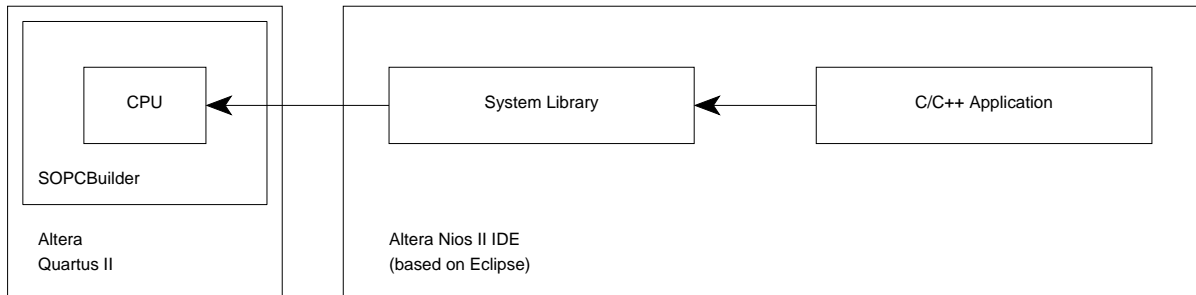 CPU
System Library
C/C++ Application
SOPCBuilder
Altera
Quartus II
Altera Nios II IDE
(based on Eclipse)